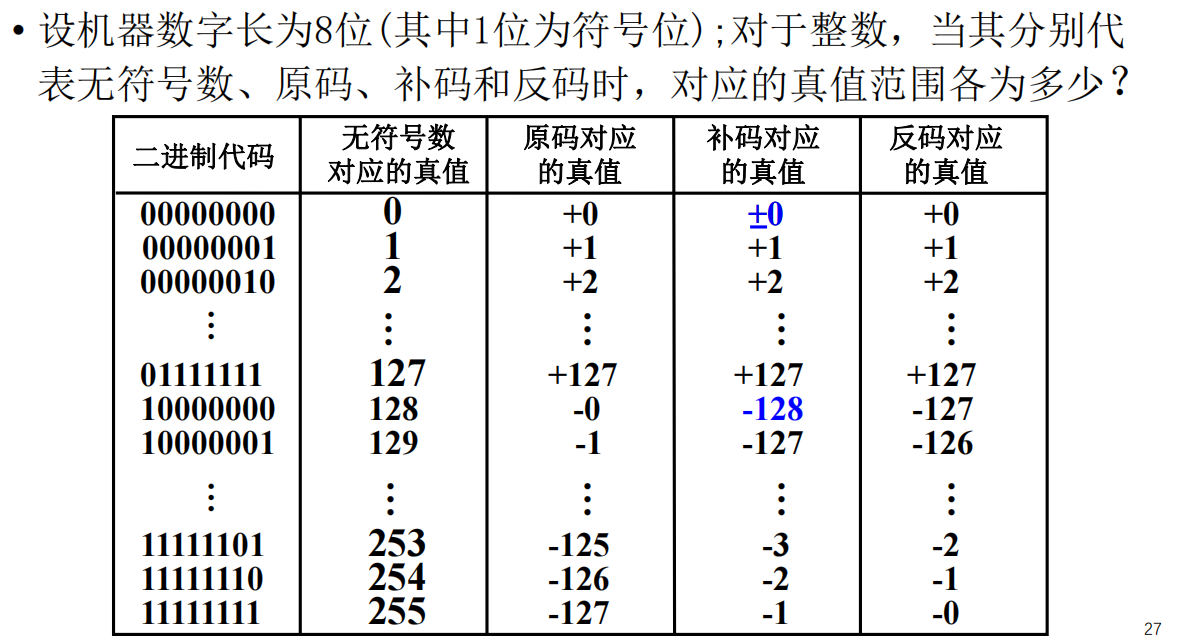 • 设机器数字长为8位(其中1位为符号位);对于整数，当其分别代
表无符号数、原码、补码和反码时，对应的真值范围各为多少？
二进制代码 无符号数对应的真值 原码对应的真值 补码对应的真值 反码对应的真值
00000000 0 +0 ±0 +0
00000001 1 +1 +1 +1
00000010 2 +2 +2 +2
⋮ ⋮ ⋮ ⋮ ⋮
01111111 127 +127 +127 +127
10000000 128 -0 -128 -127
10000001 129 -1 -127 -126
⋮ ⋮ ⋮ ⋮ ⋮
11111101 253 -125 -3 -2
11111110 254 -126 -2 -1
11111111 255 -127 -1 -0
27